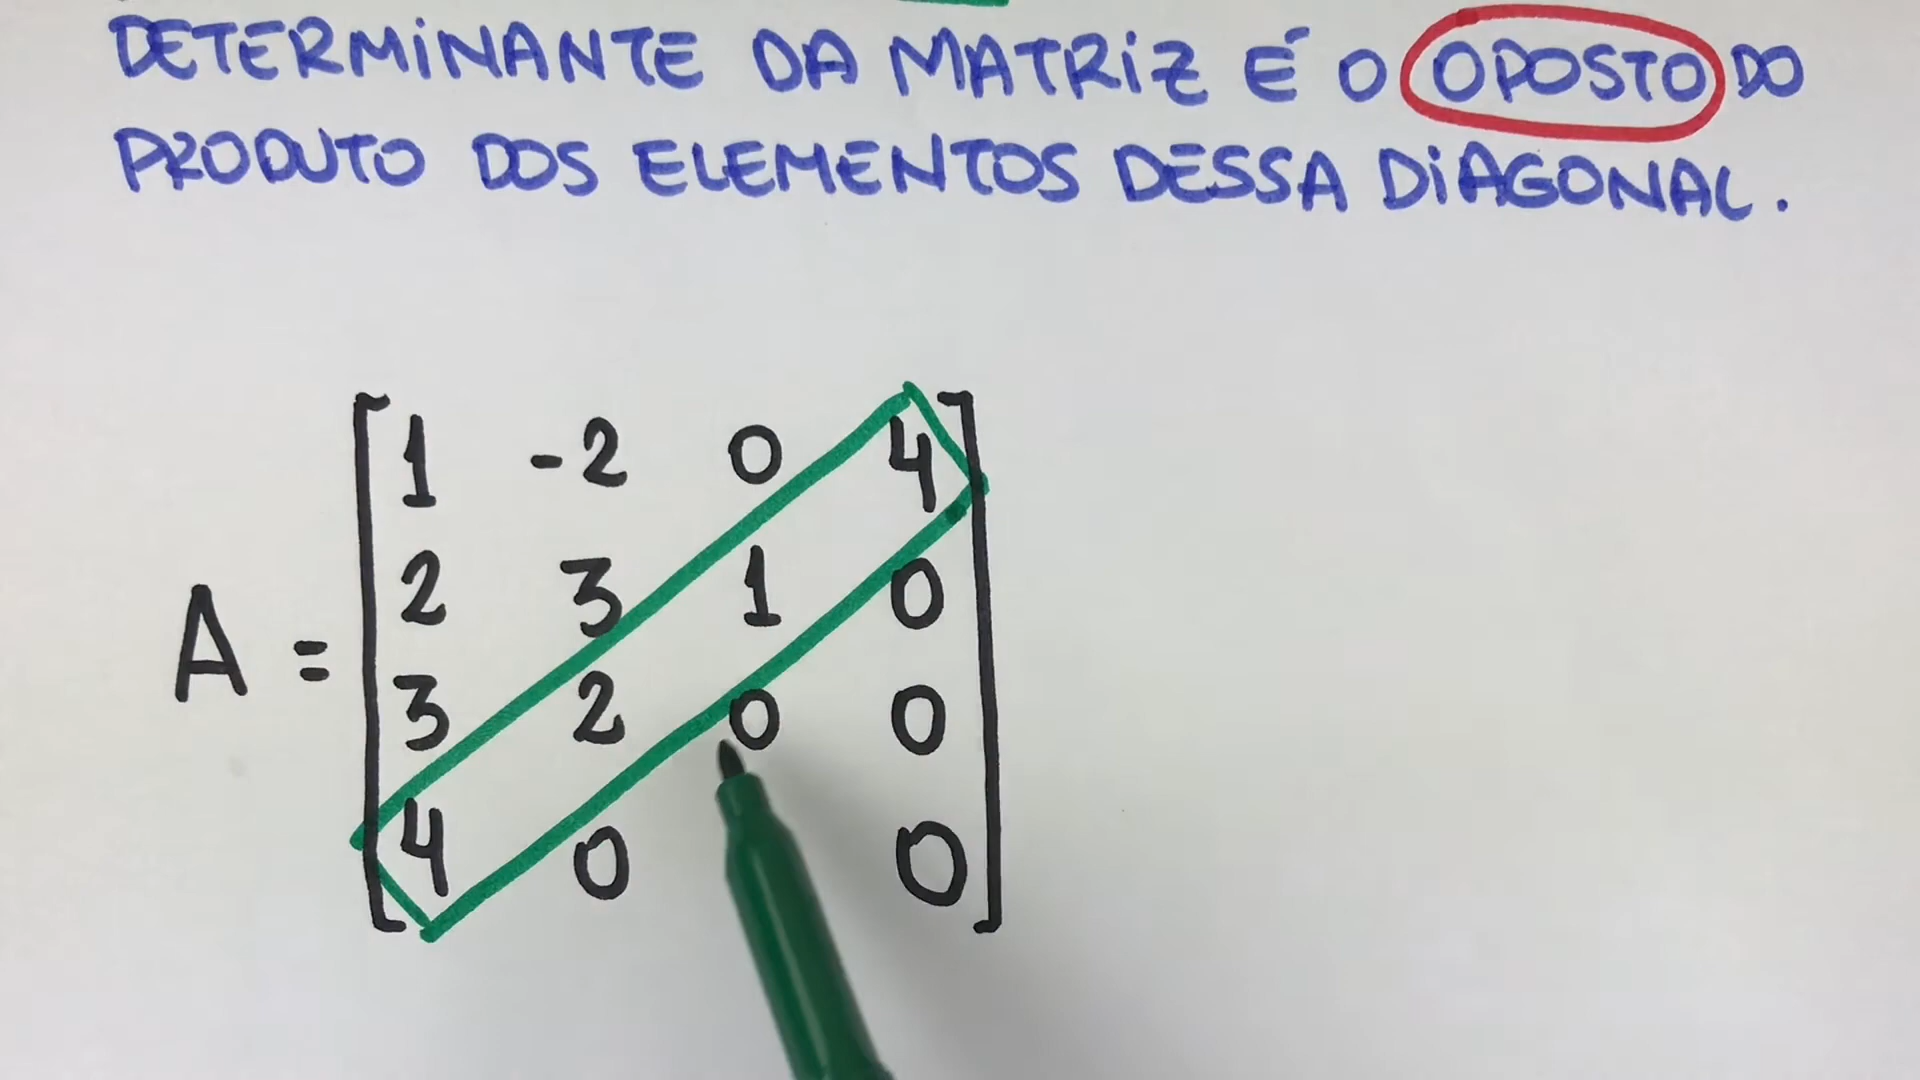 DETERMINANTE DA MATRIZ É O OPOSTO DO
PRODUTO DOS ELEMENTOS DESSA DIAGONAL.
1 -2 0 4
2 3 1 0
A = 3 2 0 0
4 0 0